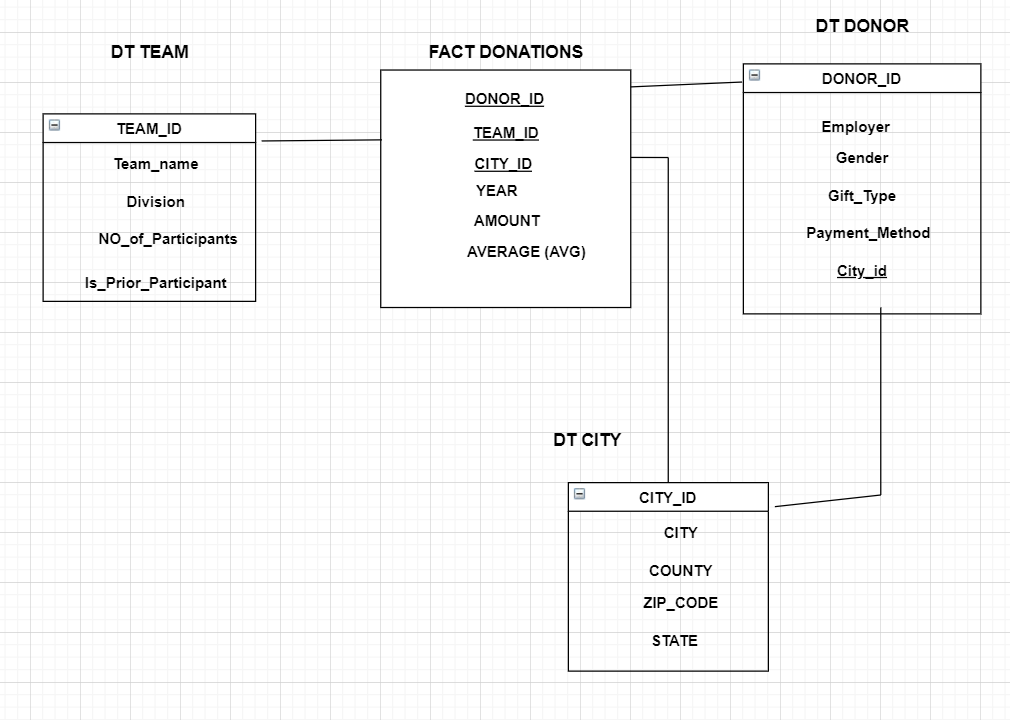 DT TEAM
TEAM_ID
Team_name
Division
NO_of_Participants
Is_Prior_Participant
FACT DONATIONS
DONOR_ID
TEAM_ID
CITY_ID
YEAR
AMOUNT
AVERAGE (AVG)
DT DONOR
DONOR_ID
Employer
Gender
Gift_Type
Payment_Method
City_id
DT CITY
CITY_ID
CITY
COUNTY
ZIP_CODE
STATE